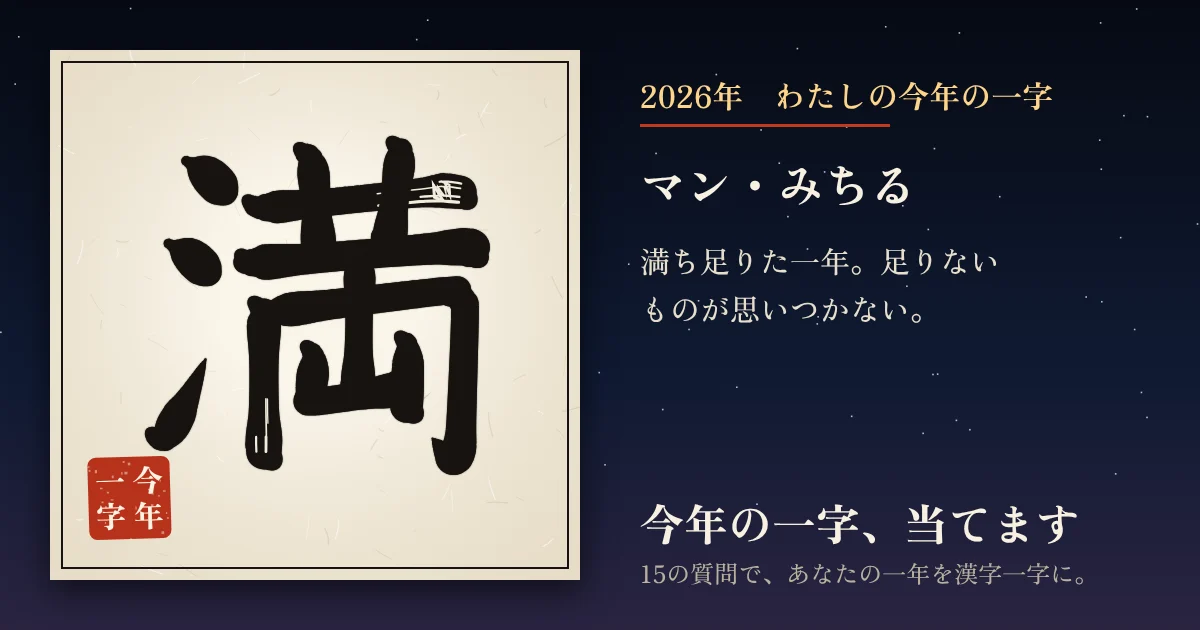 満
今年
一字
2026年 わたしの今年の一字
マン・みちる
満ち足りた一年。足りない
ものが思いつかない。
今年の一字、当てます
15の質問で、あなたの一年を漢字一字に。